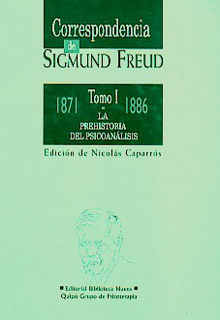 Correspondencia
de
SIGMUND FREUD
1871 Tomo I 1886
-
LA
PREHISTORIA
DEL PSICOANÁLISIS
Edición de Nicolás Caparrós
Editorial Biblioteca Nueva
Quipú Grupo de Psicoterapia